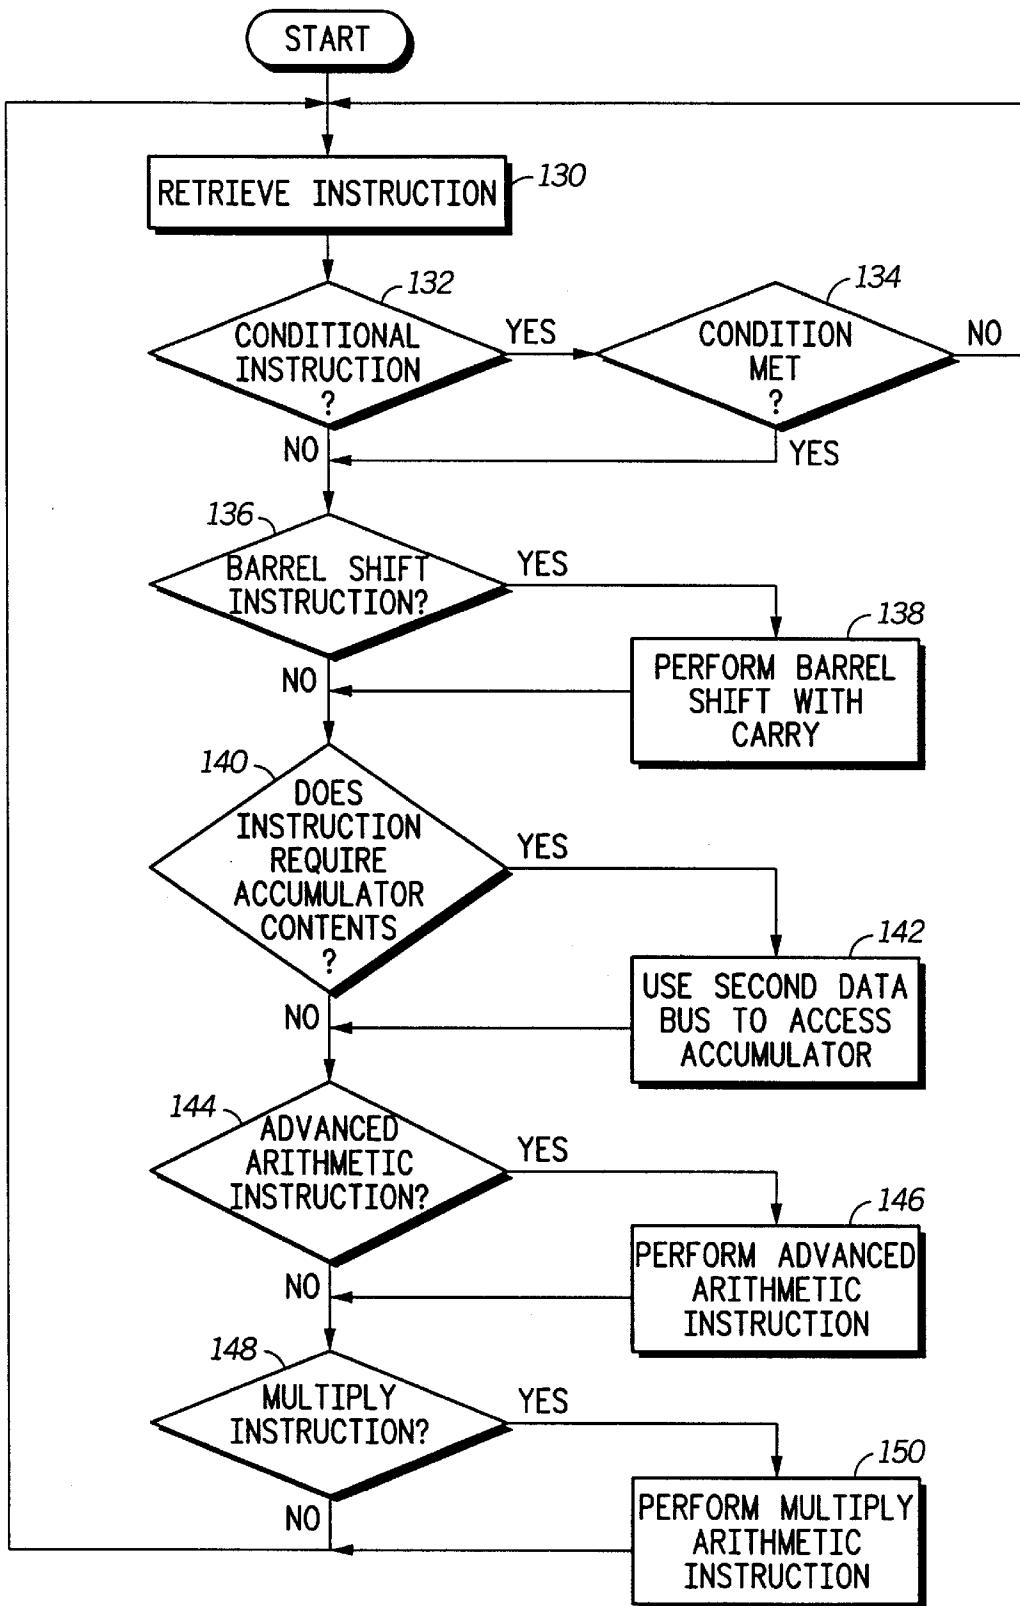 START
RETRIEVE INSTRUCTION
130
132
CONDITIONAL
INSTRUCTION
?
YES
134
CONDITION
MET
?
NO
NO
YES
136
BARREL SHIFT
INSTRUCTION?
YES
138
PERFORM BARREL
SHIFT WITH
CARRY
NO
140
DOES
INSTRUCTION
REQUIRE
ACCUMULATOR
CONTENTS
?
YES
142
USE SECOND DATA
BUS TO ACCESS
ACCUMULATOR
NO
144
ADVANCED
ARITHMETIC
INSTRUCTION?
YES
146
PERFORM ADVANCED
ARITHMETIC
INSTRUCTION
NO
148
MULTIPLY
INSTRUCTION?
YES
150
PERFORM MULTIPLY
ARITHMETIC
INSTRUCTION
NO